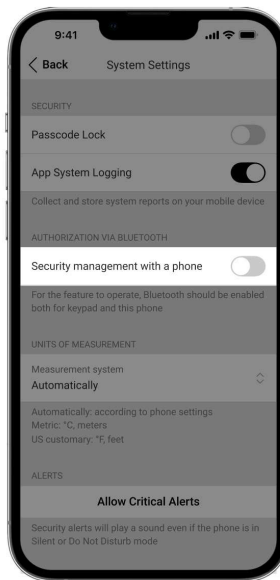 9:41
Back
System Settings
SECURITY
Passcode Lock
App System Logging
Collect and store system reports on your mobile device
AUTHORIZATION VIA BLUETOOTH
Security management with a phone
For the feature to operate, Bluetooth should be enabled
both for keypad and this phone
UNITS OF MEASUREMENT
Measurement system
Automatically
Automatically: according to phone settings
Metric: °C, meters
US customary: °F, feet
ALERTS
Allow Critical Alerts
Security alerts will play a sound even if the phone is in
Silent or Do Not Disturb mode